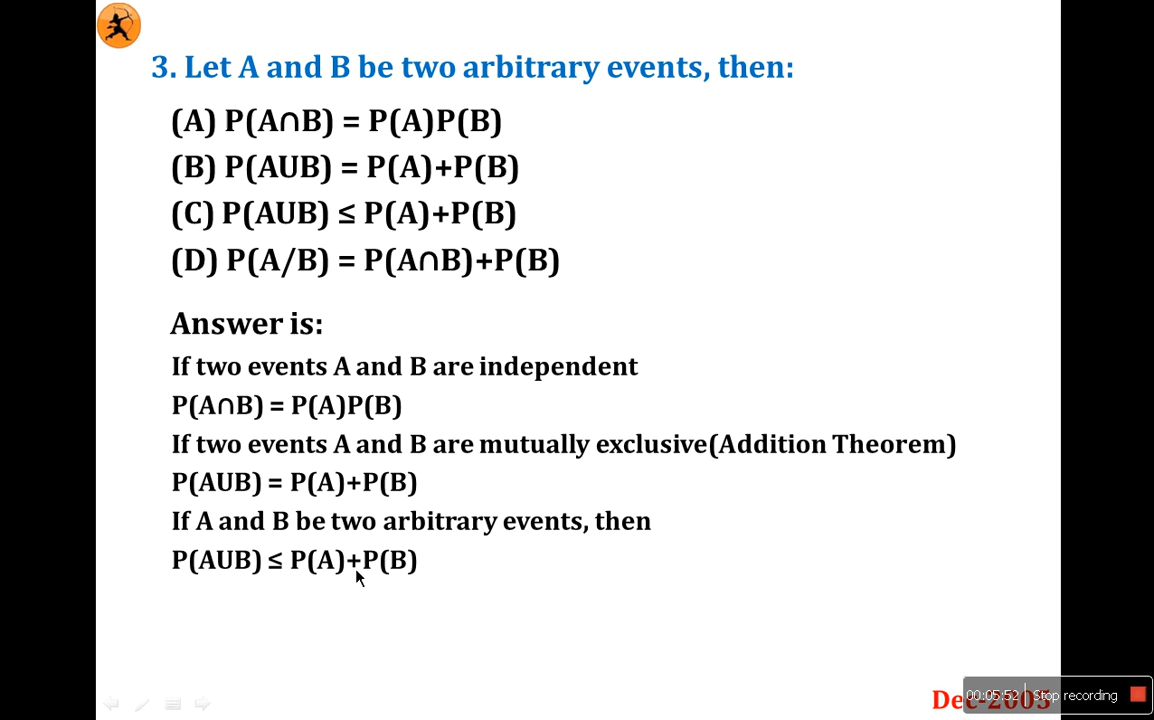 3. Let A and B be two arbitrary events, then:
(A) P(A∩B) = P(A)P(B)
(B) P(AUB) = P(A)+P(B)
(C) P(AUB) ≤ P(A)+P(B)
(D) P(A/B) = P(A∩B)+P(B)
Answer is:
If two events A and B are independent
P(A∩B) = P(A)P(B)
If two events A and B are mutually exclusive(Addition Theorem)
P(AUB) = P(A)+P(B)
If A and B be two arbitrary events, then
P(AUB) ≤ P(A)+P(B)
Dec-2005
00:05:52 Stop recording